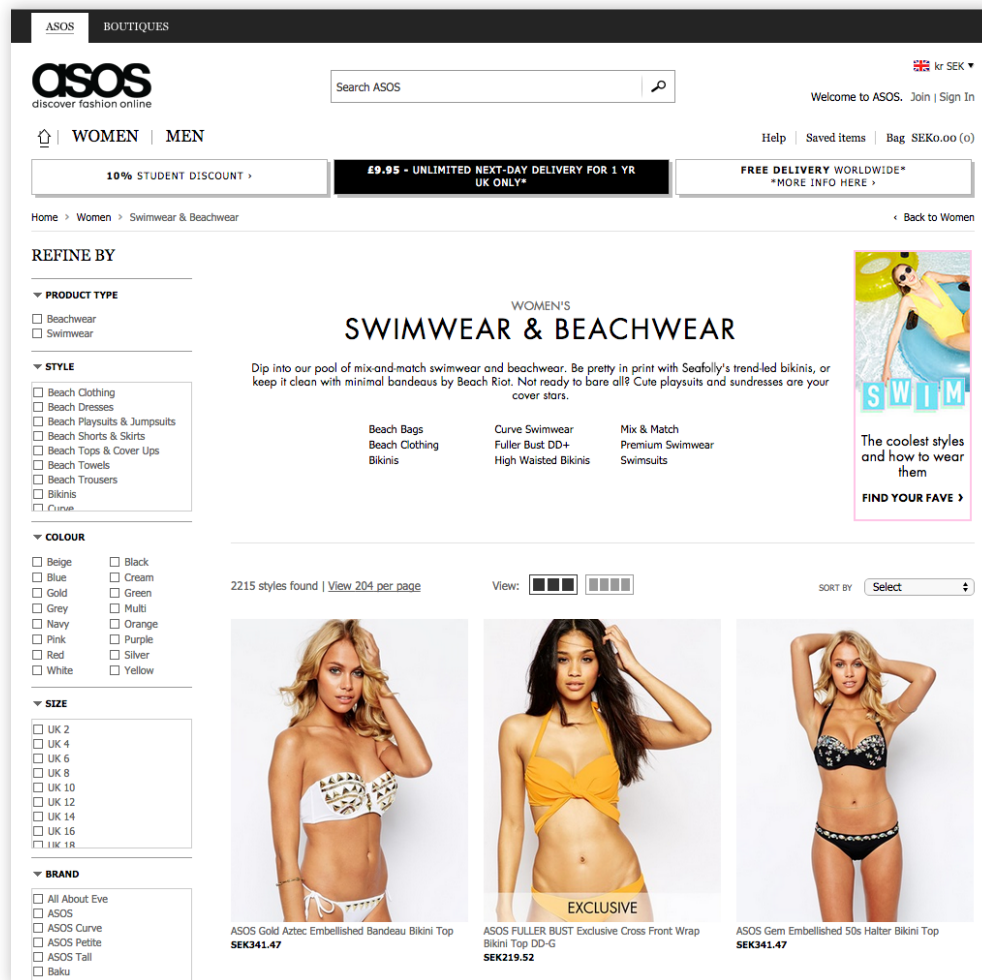 ASOS
BOUTIQUES
asos
discover fashion online
Search ASOS
kr SEK
Welcome to ASOS. Join | Sign In
WOMEN | MEN
Help
Saved items
Bag SEK0.00 (0)
10% STUDENT DISCOUNT ›
£9.95 - UNLIMITED NEXT-DAY DELIVERY FOR 1 YR
UK ONLY*
FREE DELIVERY WORLDWIDE*
*MORE INFO HERE ›
Home > Women > Swimwear & Beachwear
‹ Back to Women
REFINE BY
PRODUCT TYPE
Beachwear
Swimwear
STYLE
Beach Clothing
Beach Dresses
Beach Playsuits & Jumpsuits
Beach Shorts & Skirts
Beach Tops & Cover Ups
Beach Towels
Beach Trousers
Bikinis
Curve
COLOUR
Beige
Black
Blue
Cream
Gold
Green
Grey
Multi
Navy
Orange
Pink
Purple
Red
Silver
White
Yellow
SIZE
UK 2
UK 4
UK 6
UK 8
UK 10
UK 12
UK 14
UK 16
UK 18
BRAND
All About Eve
ASOS
ASOS Curve
ASOS Petite
ASOS Tall
Baku
WOMEN'S
SWIMWEAR & BEACHWEAR
Dip into our pool of mix-and-match swimwear and beachwear. Be pretty in print with Seafolly's trend-led bikinis, or
keep it clean with minimal bandeaus by Beach Riot. Not ready to bare all? Cute playsuits and sundresses are your
cover stars.
Beach Bags
Beach Clothing
Bikinis
Curve Swimwear
Fuller Bust DD+
High Waisted Bikinis
Mix & Match
Premium Swimwear
Swimsuits
SWIM
The coolest styles
and how to wear
them
FIND YOUR FAVE ›
2215 styles found | View 204 per page
View:
SORT BY
Select
EXCLUSIVE
ASOS Gold Aztec Embellished Bandeau Bikini Top
SEK341.47
ASOS FULLER BUST Exclusive Cross Front Wrap
Bikini Top DD-G
SEK219.52
ASOS Gem Embellished 50s Halter Bikini Top
SEK341.47